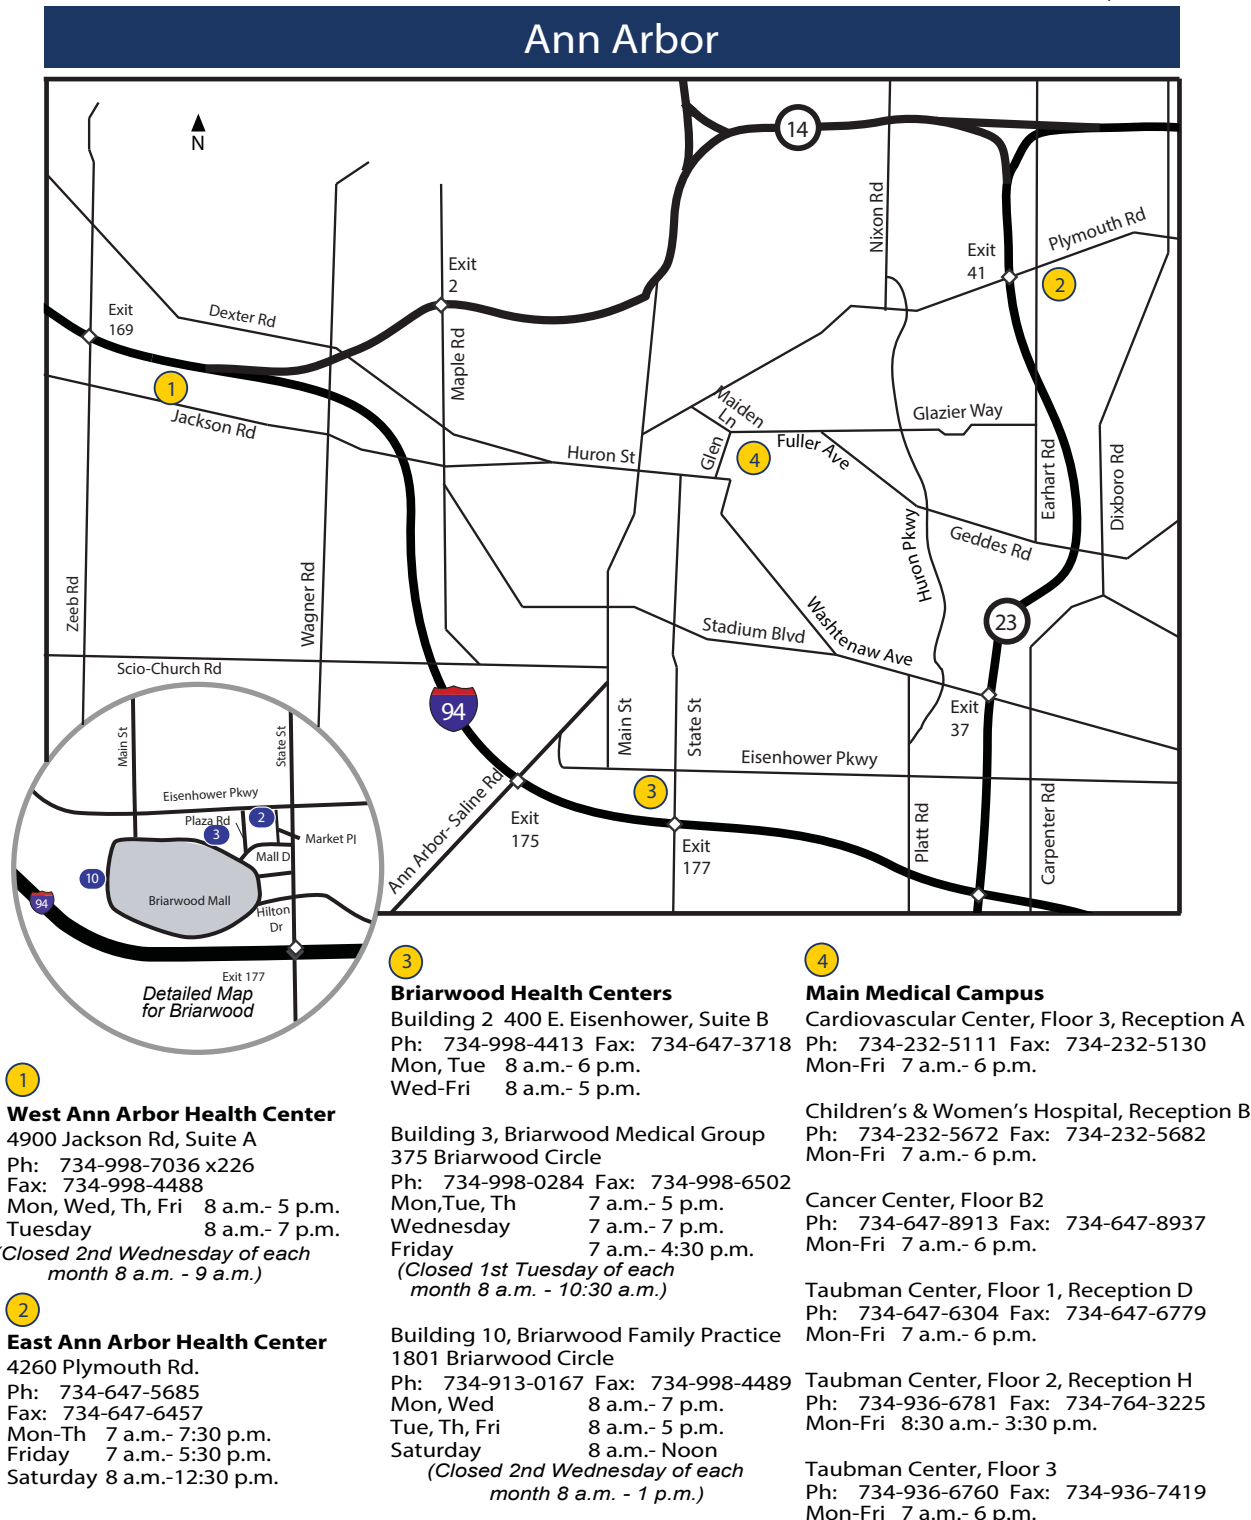 Ann Arbor
N
14
Nixon Rd
Plymouth Rd
Exit
41
2
Exit
2
Exit
169
Dexter Rd
Maple Rd
1
Jackson Rd
Maiden
Ln
Glazier Way
Huron St
Glen
4
Fuller Ave
Earhart Rd
Dixboro Rd
Huron Pkwy
Geddes Rd
Zeeb Rd
Wagner Rd
Washtenaw Ave
23
Stadium Blvd
Scio-Church Rd
94
Main St
State St
Exit
37
Eisenhower Pkwy
3
Ann Arbor- Saline Rd
Exit
175
Exit
177
Platt Rd
Carpenter Rd
Main St
State St
Eisenhower Pkwy
Plaza Rd
2
3
Market Pl
Mall D
10
Briarwood Mall
94
Hilton
Dr
Exit 177
Detailed Map
for Briarwood
1
West Ann Arbor Health Center
4900 Jackson Rd, Suite A
Ph: 734-998-7036 x226
Fax: 734-998-4488
Mon, Wed, Th, Fri 8 a.m.- 5 p.m.
Tuesday 8 a.m.- 7 p.m.
(Closed 2nd Wednesday of each
month 8 a.m. - 9 a.m.)
2
East Ann Arbor Health Center
4260 Plymouth Rd.
Ph: 734-647-5685
Fax: 734-647-6457
Mon-Th 7 a.m.- 7:30 p.m.
Friday 7 a.m.- 5:30 p.m.
Saturday 8 a.m.-12:30 p.m.
3
Briarwood Health Centers
Building 2 400 E. Eisenhower, Suite B
Ph: 734-998-4413 Fax: 734-647-3718
Mon, Tue 8 a.m.- 6 p.m.
Wed-Fri 8 a.m.- 5 p.m.
Building 3, Briarwood Medical Group
375 Briarwood Circle
Ph: 734-998-0284 Fax: 734-998-6502
Mon,Tue, Th 7 a.m.- 5 p.m.
Wednesday 7 a.m.- 7 p.m.
Friday 7 a.m.- 4:30 p.m.
(Closed 1st Tuesday of each
month 8 a.m. - 10:30 a.m.)
Building 10, Briarwood Family Practice
1801 Briarwood Circle
Ph: 734-913-0167 Fax: 734-998-4489
Mon, Wed 8 a.m.- 7 p.m.
Tue, Th, Fri 8 a.m.- 5 p.m.
Saturday 8 a.m.- Noon
(Closed 2nd Wednesday of each
month 8 a.m. - 1 p.m.)
4
Main Medical Campus
Cardiovascular Center, Floor 3, Reception A
Ph: 734-232-5111 Fax: 734-232-5130
Mon-Fri 7 a.m.- 6 p.m.
Children’s & Women’s Hospital, Reception B
Ph: 734-232-5672 Fax: 734-232-5682
Mon-Fri 7 a.m.- 6 p.m.
Cancer Center, Floor B2
Ph: 734-647-8913 Fax: 734-647-8937
Mon-Fri 7 a.m.- 6 p.m.
Taubman Center, Floor 1, Reception D
Ph: 734-647-6304 Fax: 734-647-6779
Mon-Fri 7 a.m.- 6 p.m.
Taubman Center, Floor 2, Reception H
Ph: 734-936-6781 Fax: 734-764-3225
Mon-Fri 8:30 a.m.- 3:30 p.m.
Taubman Center, Floor 3
Ph: 734-936-6760 Fax: 734-936-7419
Mon-Fri 7 a.m.- 6 p.m.